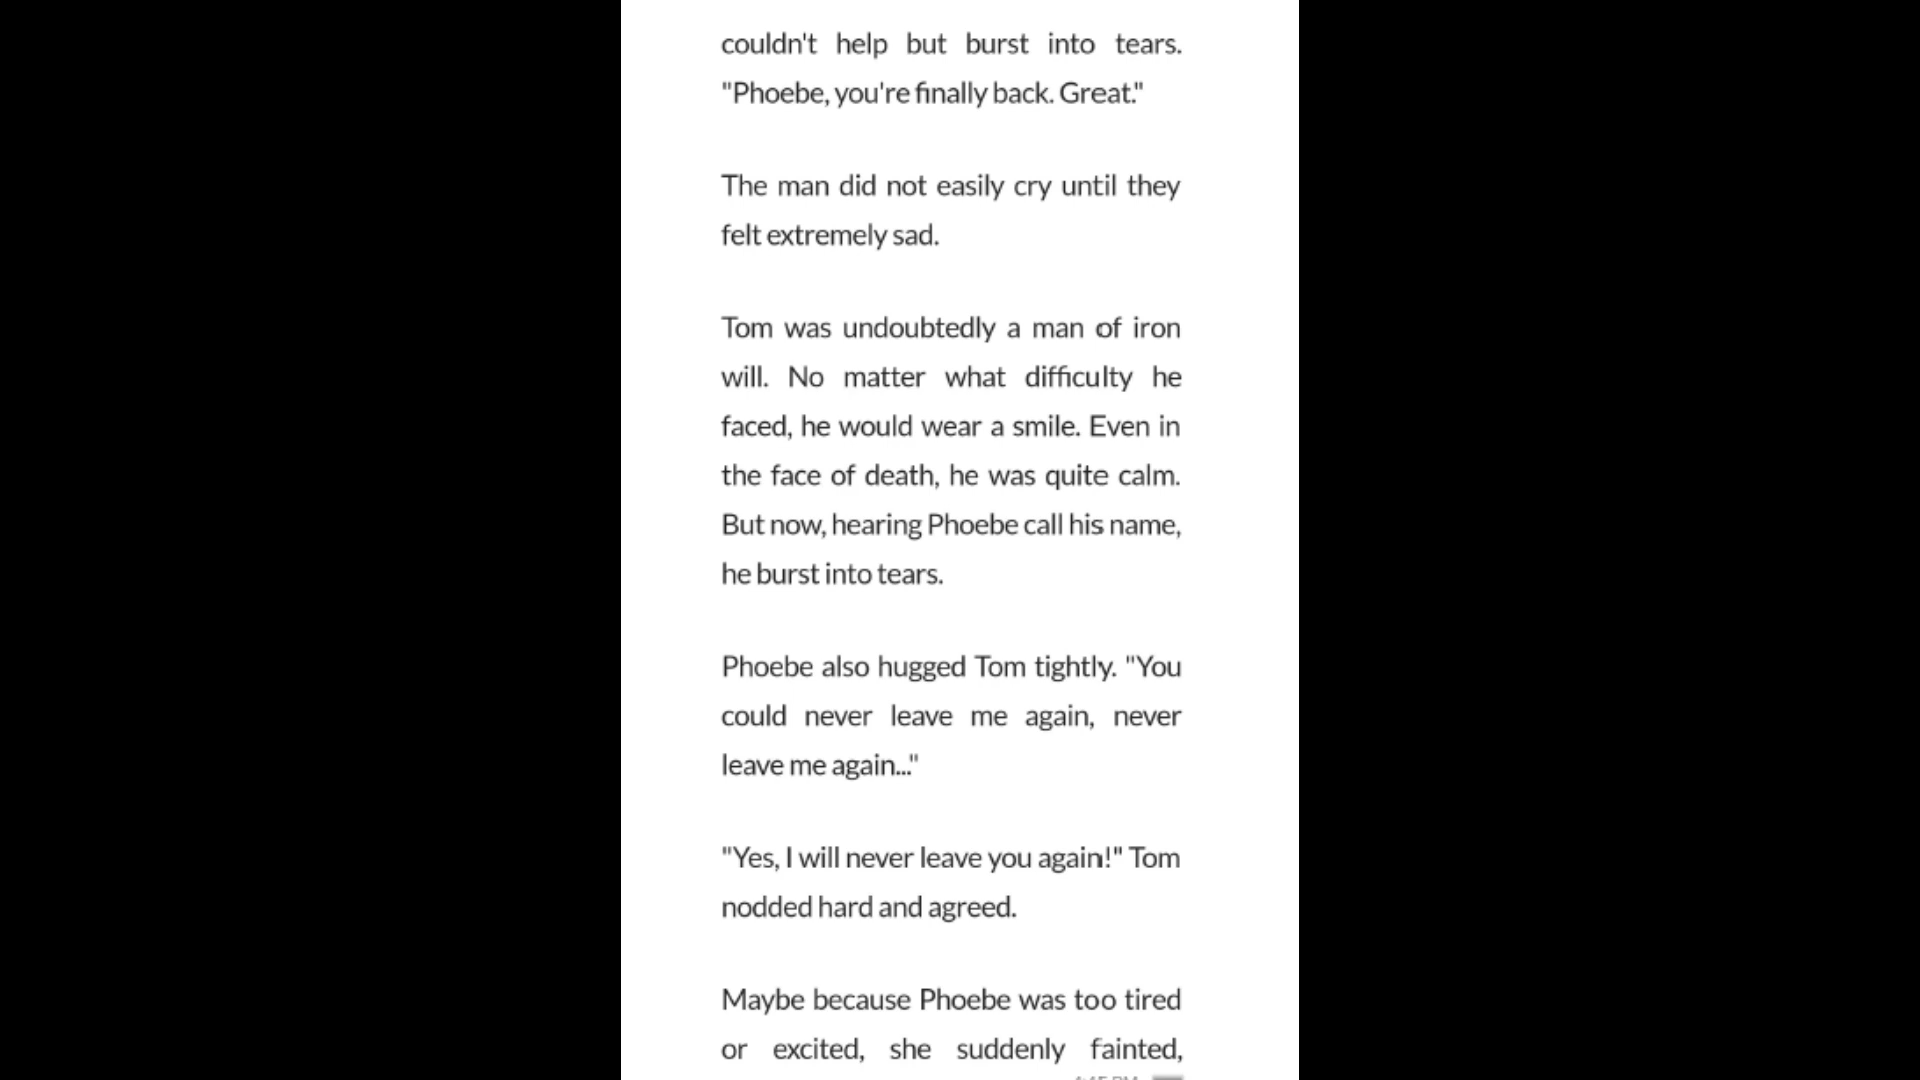 couldn't help but burst into tears.
"Phoebe, you're finally back. Great."
The man did not easily cry until they
felt extremely sad.
Tom was undoubtedly a man of iron
will. No matter what difficulty he
faced, he would wear a smile. Even in
the face of death, he was quite calm.
But now, hearing Phoebe call his name,
he burst into tears.
Phoebe also hugged Tom tightly. "You
could never leave me again, never
leave me again..."
"Yes, I will never leave you again!" Tom
nodded hard and agreed.
Maybe because Phoebe was too tired
or excited, she suddenly fainted,